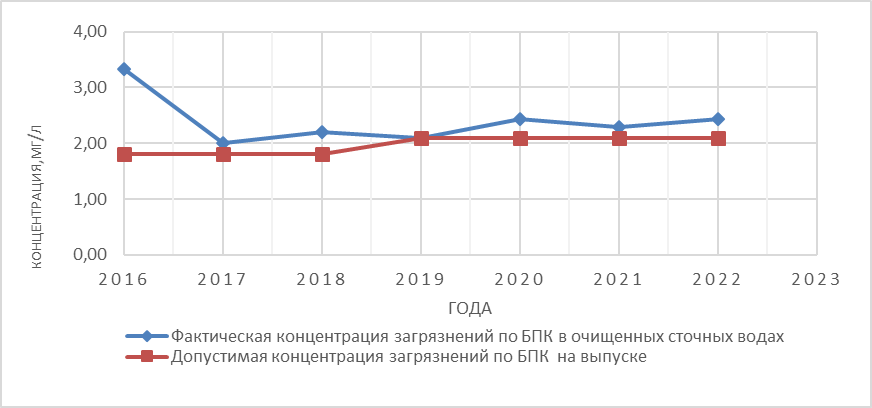 4,00
3,00
2,00
1,00
0,00
КОНЦЕНТРАЦИЯ,МГ/Л
2016 2017 2018 2019 2020 2021 2022 2023
ГОДА
Фактическая концентрация загрязнений по БПК в очищенных сточных водах
Допустимая концентрация загрязнений по БПК на выпуске